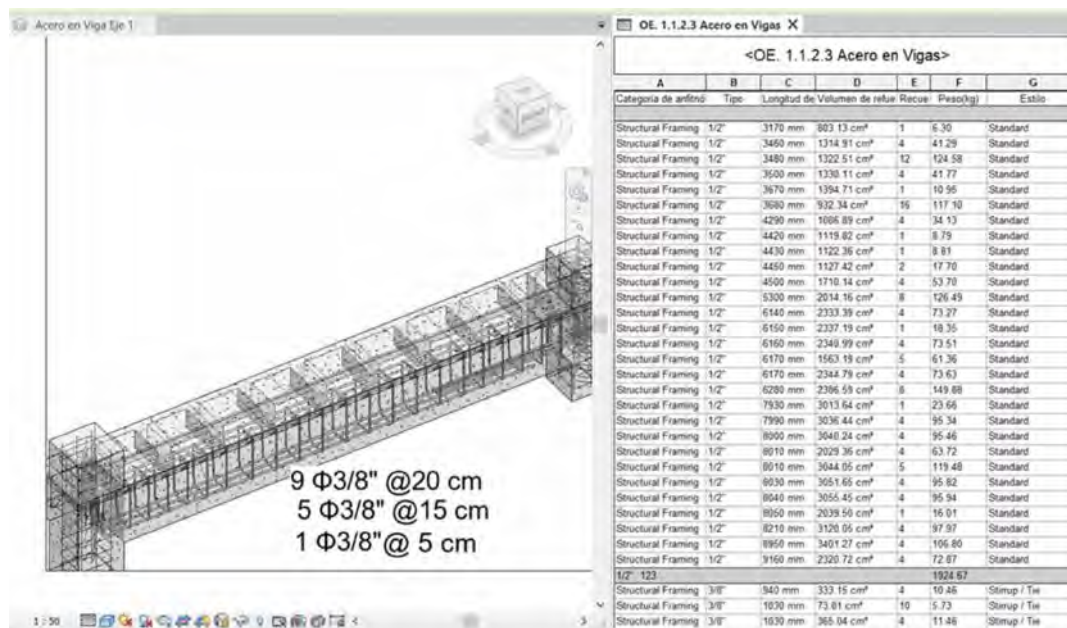 Acero en Viga Eje 1
9 Φ3/8" @20 cm
5 Φ3/8" @15 cm
1 Φ3/8"@ 5 cm
1 : 50
OE. 1.1.2.3 Acero en Vigas X
<OE. 1.1.2.3 Acero en Vigas>
A B C D E F G
Categoria de anfitrió Tipo Longitud de Volumen de refue Recue Peso(kg) Estilo
Structural Framing 1/2" 3170 mm 803.13 cm³ 1 6.30 Standard
Structural Framing 1/2" 3460 mm 1314.91 cm³ 4 41.29 Standard
Structural Framing 1/2" 3480 mm 1322.51 cm³ 12 124.58 Standard
Structural Framing 1/2" 3500 mm 1330.11 cm³ 4 41.77 Standard
Structural Framing 1/2" 3670 mm 1394.71 cm³ 1 10.95 Standard
Structural Framing 1/2" 3680 mm 932.34 cm³ 16 117.10 Standard
Structural Framing 1/2" 4290 mm 1086.89 cm³ 4 34.13 Standard
Structural Framing 1/2" 4420 mm 1119.82 cm³ 1 8.79 Standard
Structural Framing 1/2" 4430 mm 1122.36 cm³ 1 8.81 Standard
Structural Framing 1/2" 4450 mm 1127.42 cm³ 2 17.70 Standard
Structural Framing 1/2" 4500 mm 1710.14 cm³ 4 53.70 Standard
Structural Framing 1/2" 5300 mm 2014.16 cm³ 8 126.49 Standard
Structural Framing 1/2" 6140 mm 2333.39 cm³ 4 73.27 Standard
Structural Framing 1/2" 6150 mm 2337.19 cm³ 1 18.35 Standard
Structural Framing 1/2" 6160 mm 2340.99 cm³ 4 73.51 Standard
Structural Framing 1/2" 6170 mm 1563.19 cm³ 5 61.36 Standard
Structural Framing 1/2" 6170 mm 2344.79 cm³ 4 73.63 Standard
Structural Framing 1/2" 6280 mm 2386.59 cm³ 149.88 Standard
Structural Framing 1/2" 7930 mm 3013.64 cm³ 1 23.66 Standard
Structural Framing 1/2" 7990 mm 3036.44 cm³ 4 95.34 Standard
Structural Framing 1/2" 8000 mm 3040.24 cm³ 4 95.46 Standard
Structural Framing 1/2" 8010 mm 2029.36 cm³ 4 63.72 Standard
Structural Framing 1/2" 8010 mm 3044.05 cm³ 5 119.48 Standard
Structural Framing 1/2" 8030 mm 3051.65 cm³ 4 95.82 Standard
Structural Framing 1/2" 8040 mm 3055.45 cm³ 4 95.94 Standard
Structural Framing 1/2" 8050 mm 2039.50 cm³ 1 16.01 Standard
Structural Framing 1/2" 8210 mm 3120.05 cm³ 4 97.97 Standard
Structural Framing 1/2" 8950 mm 3401.27 cm³ 4 106.80 Standard
Structural Framing 1/2" 9160 mm 2320.72 cm³ 4 72.87 Standard
1/2": 123 1924.67
Structural Framing 3/8" 940 mm 333.15 cm³ 4 10.46 Stirrup / Tie
Structural Framing 3/8" 1030 mm 73.01 cm³ 10 5.73 Stirrup / Tie
Structural Framing 3/8" 1030 mm 365.04 cm³ 4 11.46 Stirrup / Tie